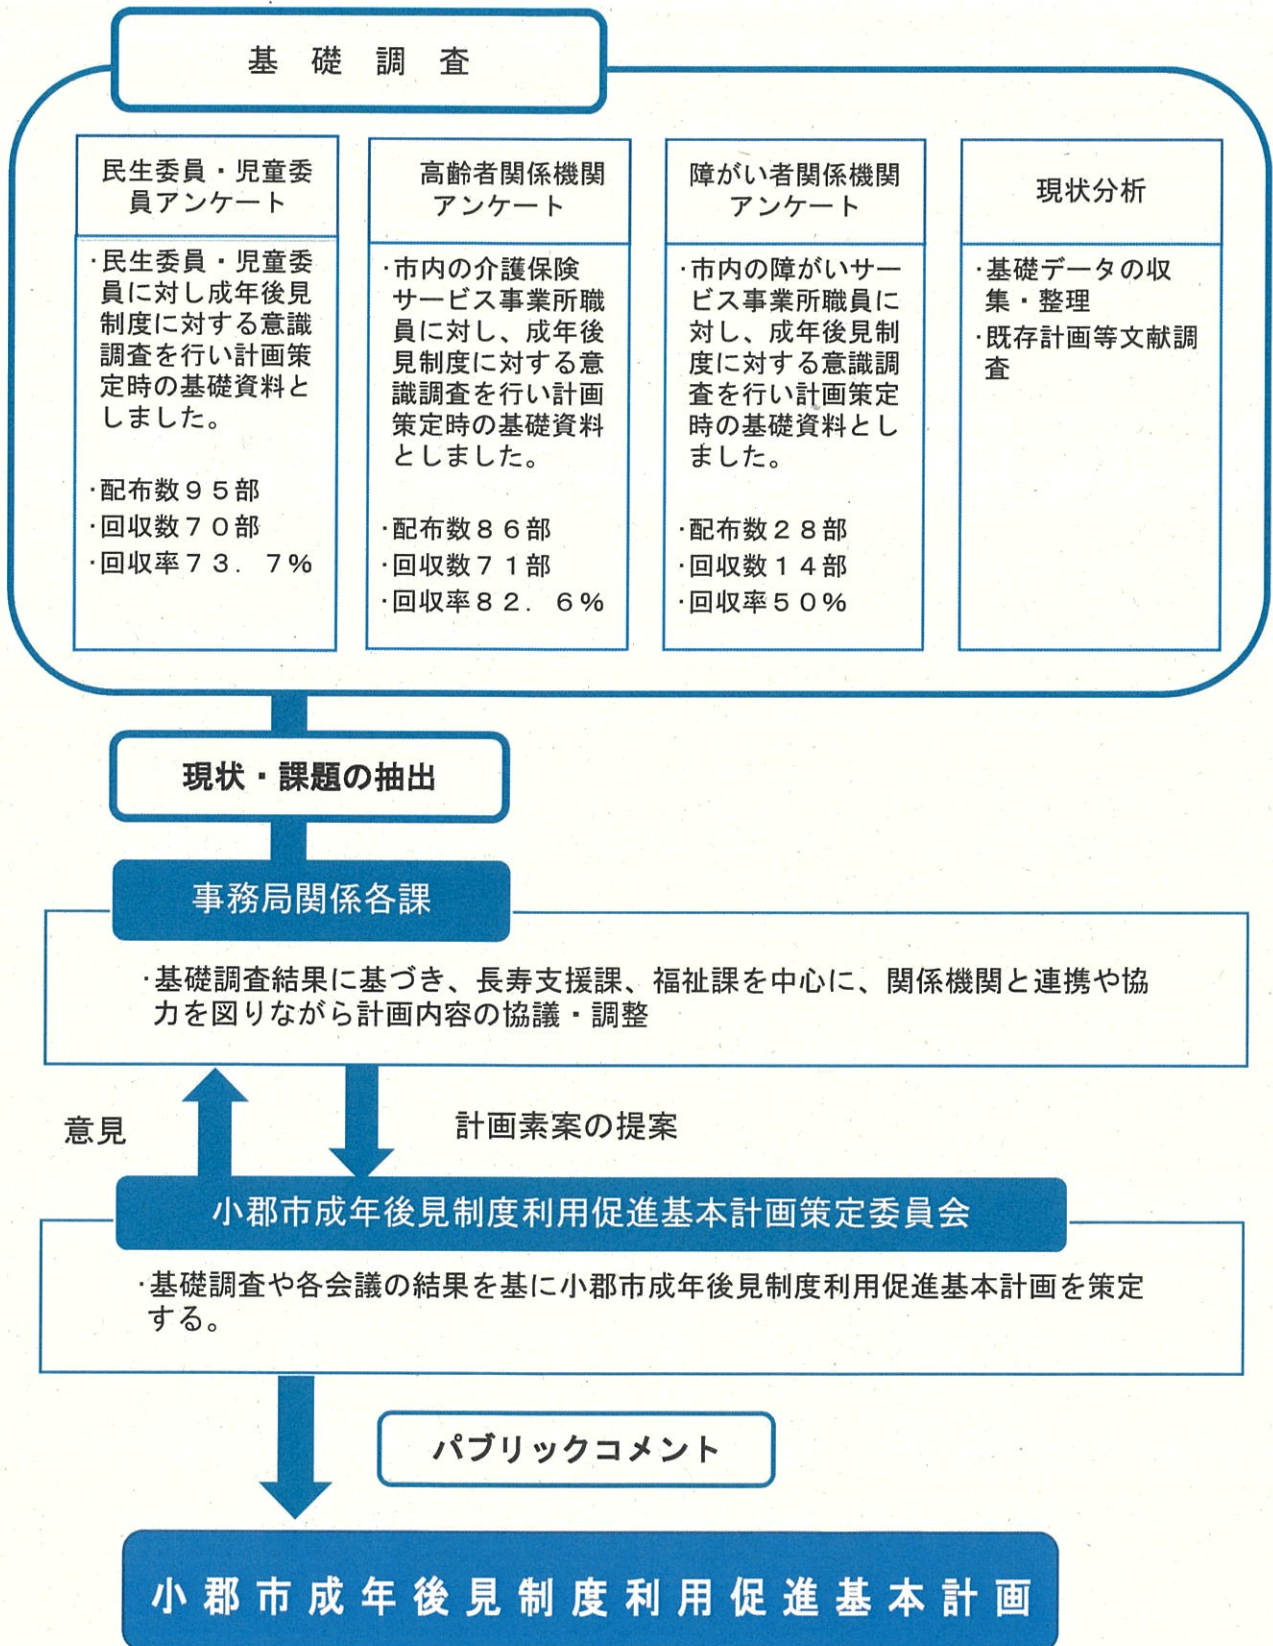 基礎調査
民生委員・児童委
員アンケート
・民生委員・児童委
員に対し成年後見
制度に対する意識
調査を行い計画策
定時の基礎資料と
しました。
・配布数９５部
・回収数７０部
・回収率７３．７％
高齢者関係機関
アンケート
・市内の介護保険
サービス事業所職
員に対し、成年後
見制度に対する意
識調査を行い計画
策定時の基礎資料
としました。
・配布数８６部
・回収数７１部
・回収率８２．６％
障がい者関係機関
アンケート
・市内の障がいサー
ビス事業所職員に
対し、成年後見制
度に対する意識調
査を行い計画策定
時の基礎資料とし
ました。
・配布数２８部
・回収数１４部
・回収率５０％
現状分析
・基礎データの収
集・整理
・既存計画等文献調
査
現状・課題の抽出
事務局関係各課
・基礎調査結果に基づき、長寿支援課、福祉課を中心に、関係機関と連携や協
力を図りながら計画内容の協議・調整
意見
計画素案の提案
小郡市成年後見制度利用促進基本計画策定委員会
・基礎調査や各会議の結果を基に小郡市成年後見制度利用促進基本計画を策定
する。
パブリックコメント
小郡市成年後見制度利用促進基本計画